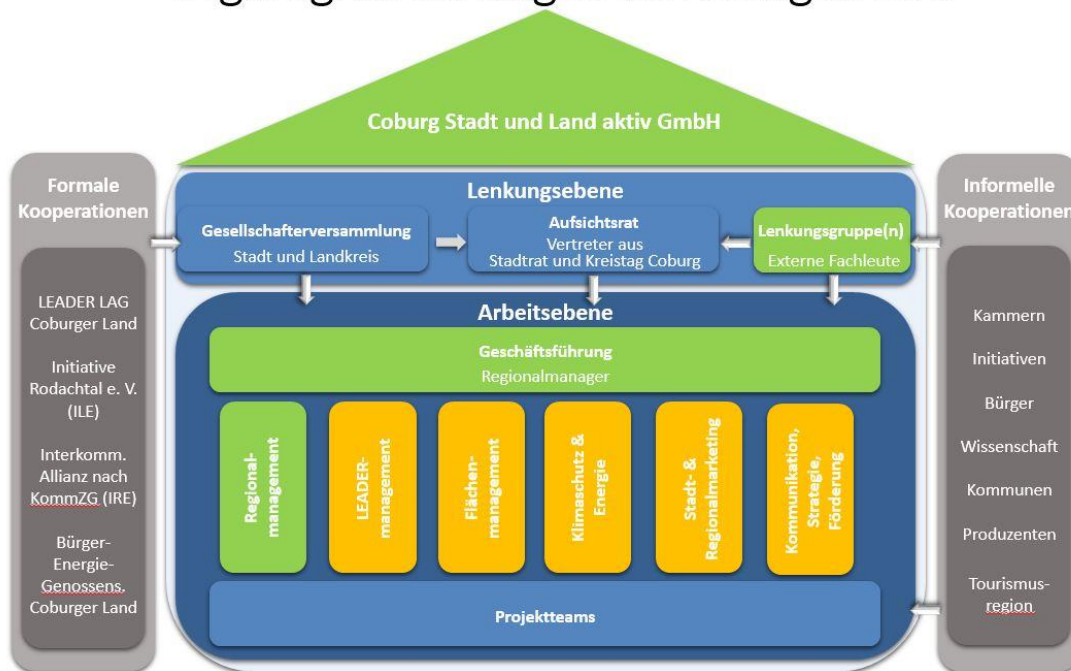 Coburg Stadt und Land aktiv GmbH
Formale
Kooperationen
LEADER LAG
Coburger Land
Initiative
Rodachtal e. V.
(ILE)
Interkomm.
Allianz nach
KommZG (IRE)
Bürger-
Energie-
Genossens.
Coburger Land
Lenkungsebene
Gesellschafterversammlung
Stadt und Landkreis
Aufsichtsrat
Vertreter aus
Stadtrat und Kreistag Coburg
Lenkungsgruppe(n)
Externe Fachleute
Arbeitsebene
Geschäftsführung
Regionalmanager
Regional-
management
LEADER-
management
Flächen-
management
Klimaschutz &
Energie
Stadt- &
Regionalmarketing
Kommunikation,
Strategie,
Förderung
Projektteams
Informelle
Kooperationen
Kammern
Initiativen
Bürger
Wissenschaft
Kommunen
Produzenten
Tourismus-
region